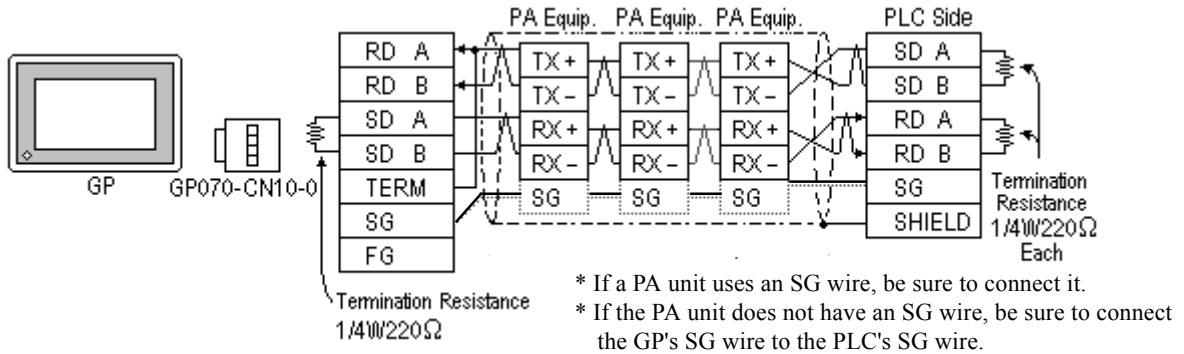 PA Equip. PA Equip. PA Equip. PLC Side
RD A TX + TX + TX + SD A
RD B TX – TX – TX – SD B
SD A RX + RX + RX + RD A
SD B RX – RX – RX – RD B
TERM SG SG SG SG
SG SHIELD
FG
GP GP070-CN10-0
Termination Resistance
1/4W220Ω
Termination
Resistance
1/4W220Ω
Each
* If a PA unit uses an SG wire, be sure to connect it.
* If the PA unit does not have an SG wire, be sure to connect
the GP's SG wire to the PLC's SG wire.